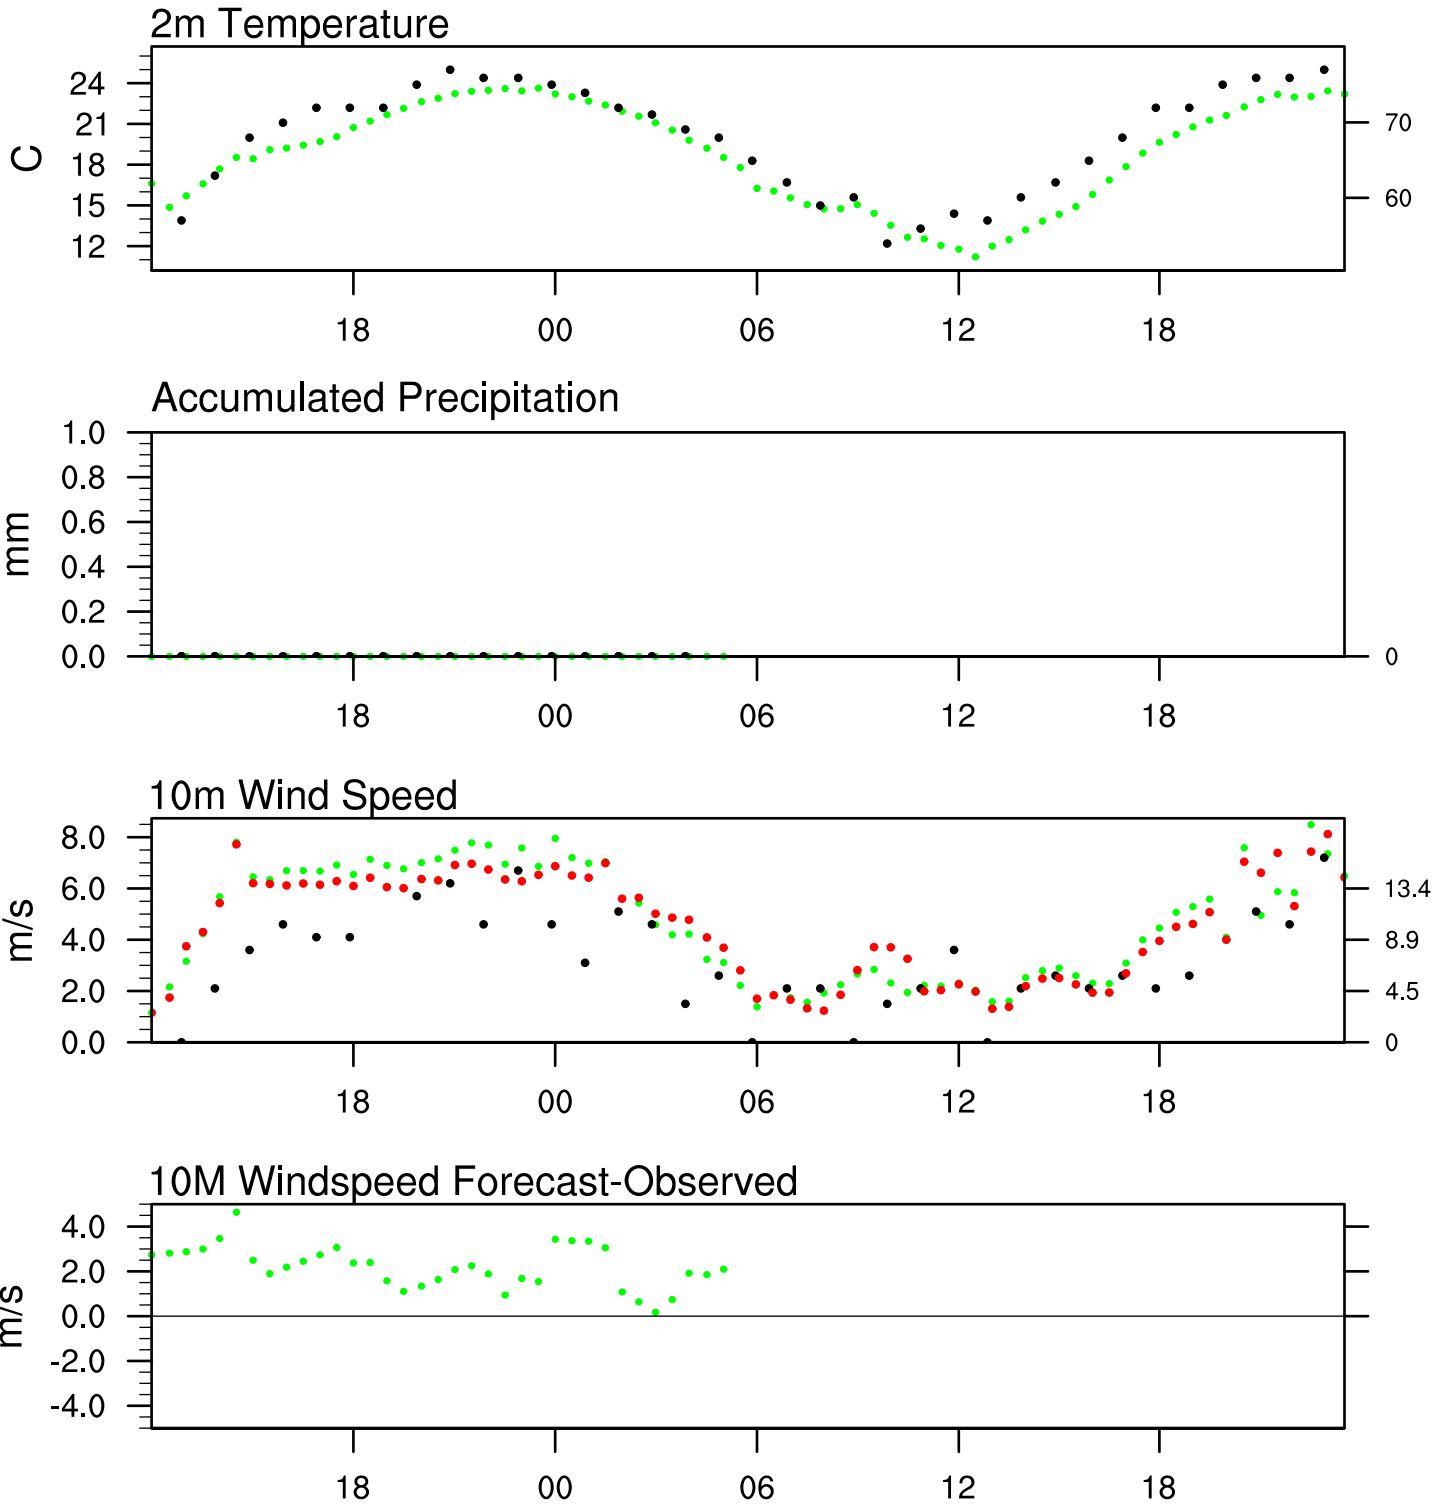 2m Temperature
24
21
18
15
12
C
70
60
18 00 06 12 18
Accumulated Precipitation
1.0
0.8
0.6
0.4
0.2
0.0
mm
0
18 00 06 12 18
10m Wind Speed
8.0
6.0
4.0
2.0
0.0
m/s
13.4
8.9
4.5
0
18 00 06 12 18
10M Windspeed Forecast-Observed
4.0
2.0
0.0
-2.0
-4.0
m/s
18 00 06 12 18